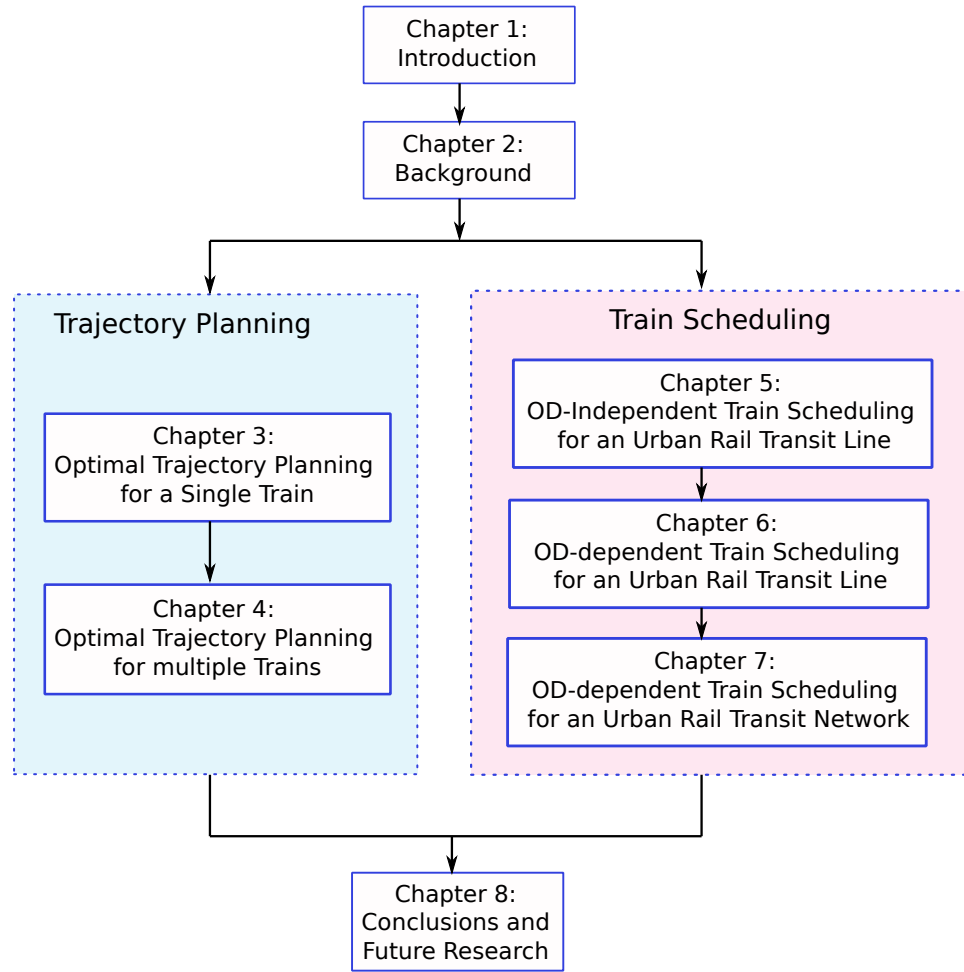 Chapter 1:
Introduction
Chapter 2:
Background
Trajectory Planning
Chapter 3:
Optimal Trajectory Planning
for a Single Train
Chapter 4:
Optimal Trajectory Planning
for multiple Trains
Train Scheduling
Chapter 5:
OD-Independent Train Scheduling
for an Urban Rail Transit Line
Chapter 6:
OD-dependent Train Scheduling
for an Urban Rail Transit Line
Chapter 7:
OD-dependent Train Scheduling
for an Urban Rail Transit Network
Chapter 8:
Conclusions and
Future Research